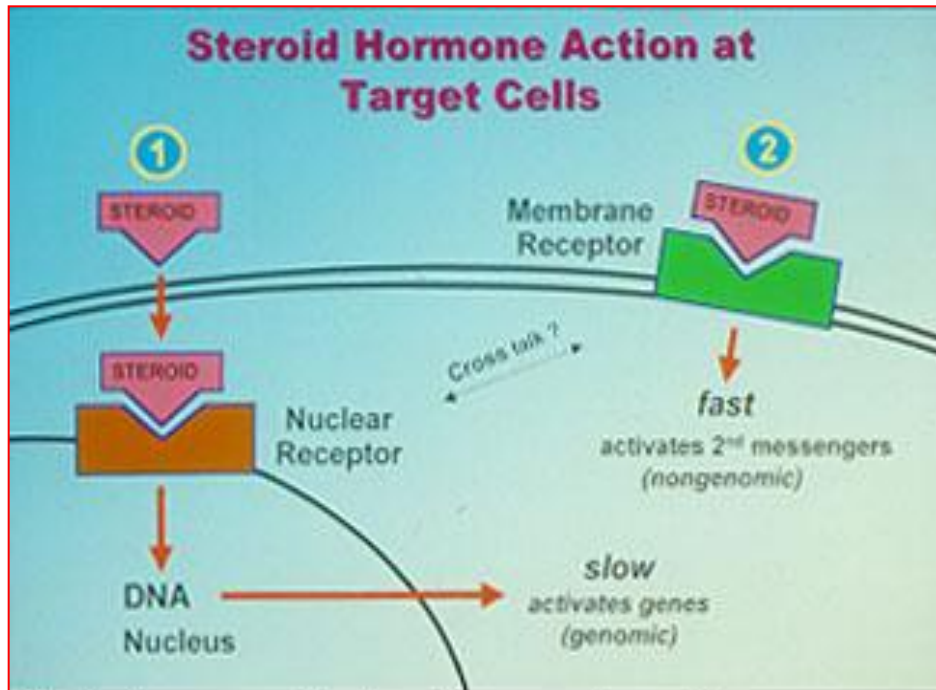 Steroid Hormone Action at
Target Cells
1
2
STEROID
STEROID
Membrane
Receptor
STEROID
Cross talk ?
Nuclear
Receptor
fast
activates 2nd messengers
(nongenomic)
DNA
Nucleus
slow
activates genes
(genomic)